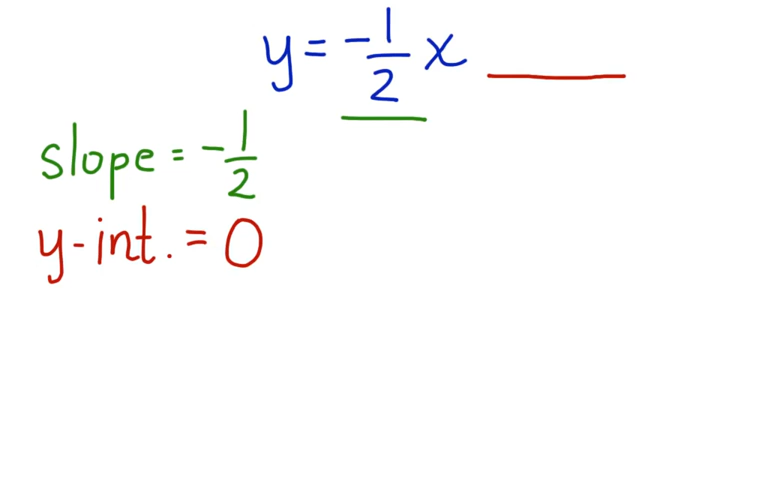 y = -1/2 x
slope = -1/2
y-int. = 0